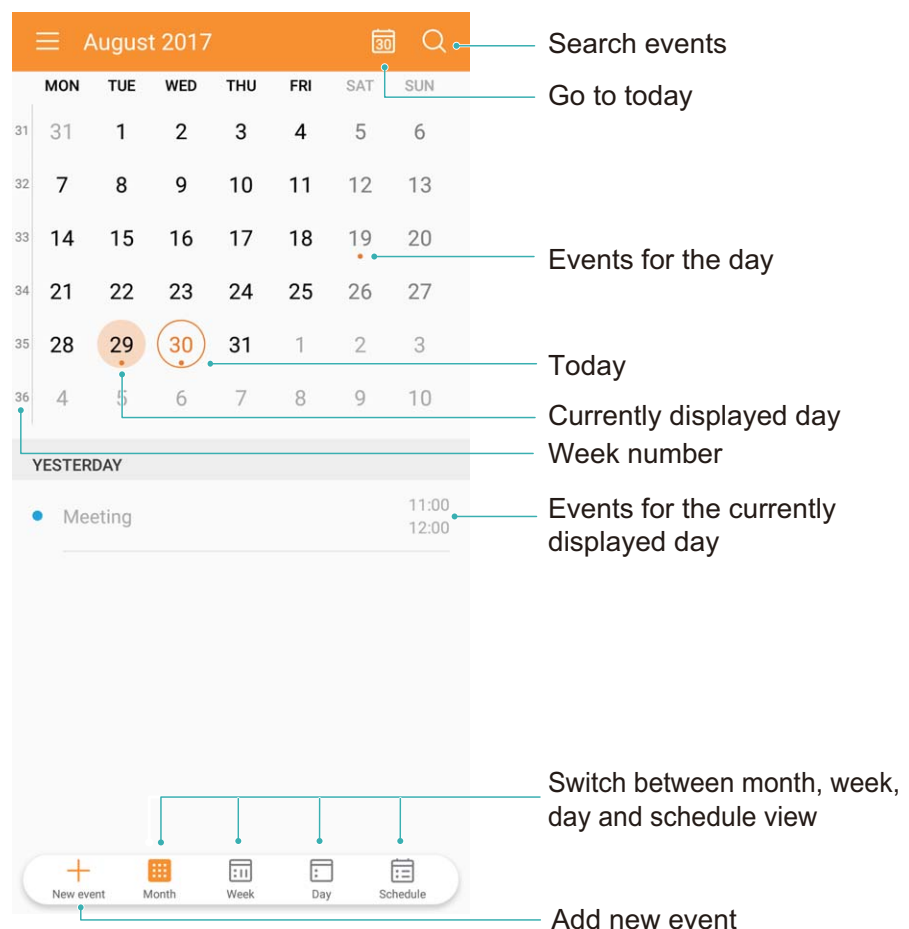 August 2017
30
Search events
Go to today
MON TUE WED THU FRI SAT SUN
31 31 1 2 3 4 5 6
32 7 8 9 10 11 12 13
33 14 15 16 17 18 19 20
Events for the day
34 21 22 23 24 25 26 27
35 28 29 30 31 1 2 3
Today
36 4 5 6 7 8 9 10
Currently displayed day
Week number
YESTERDAY
Meeting
11:00
12:00
Events for the currently
displayed day
Switch between month, week,
day and schedule view
New event Month Week Day Schedule
Add new event